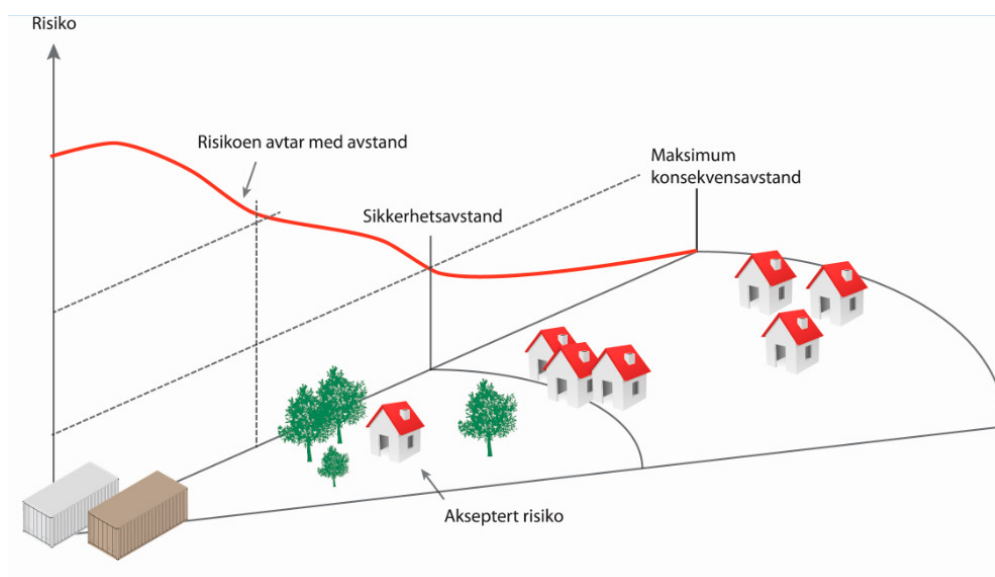 Risiko
Risikoen avtar med avstand
Maksimum
konsekvensavstand
Sikkerhetsavstand
Akseptert risiko